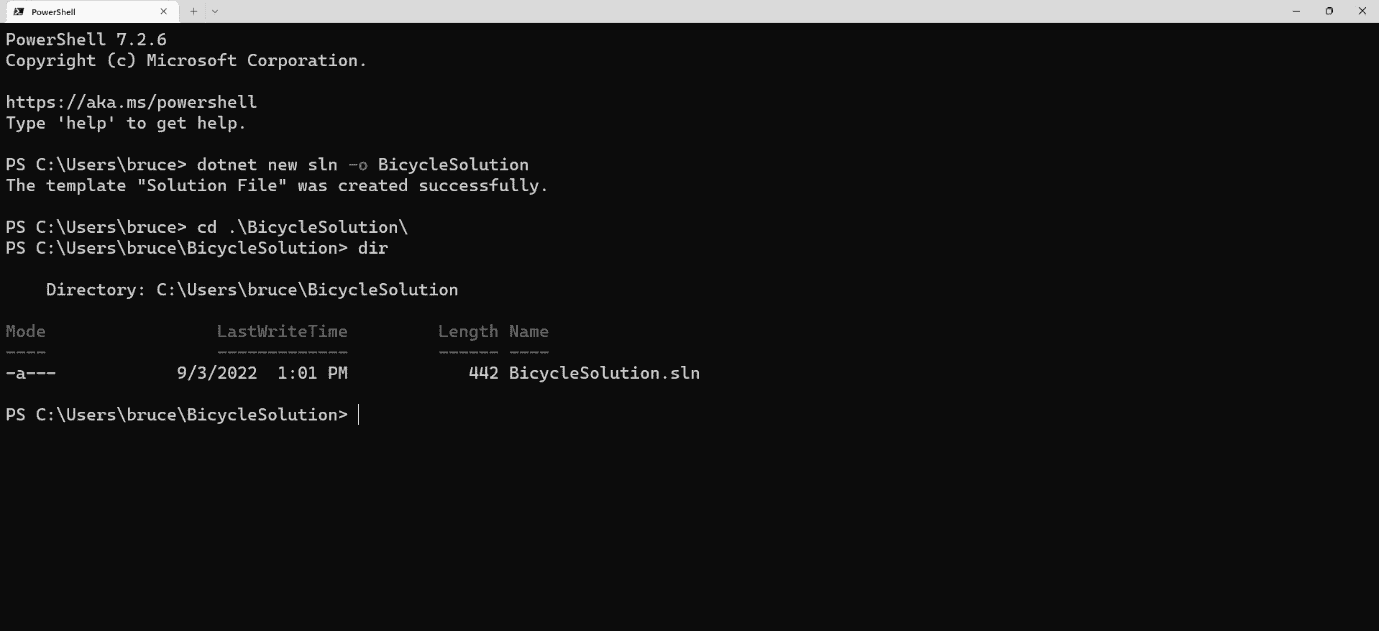 PowerShell
PowerShell 7.2.6
Copyright (c) Microsoft Corporation.
https://aka.ms/powershell
Type 'help' to get help.
PS C:\Users\bruce> dotnet new sln -o BicycleSolution
The template "Solution File" was created successfully.
PS C:\Users\bruce> cd .\BicycleSolution\
PS C:\Users\bruce\BicycleSolution> dir
    Directory: C:\Users\bruce\BicycleSolution
Mode                 LastWriteTime         Length Name
----                 -------------         ------ ----
-a---            9/3/2022  1:01 PM            442 BicycleSolution.sln
PS C:\Users\bruce\BicycleSolution>